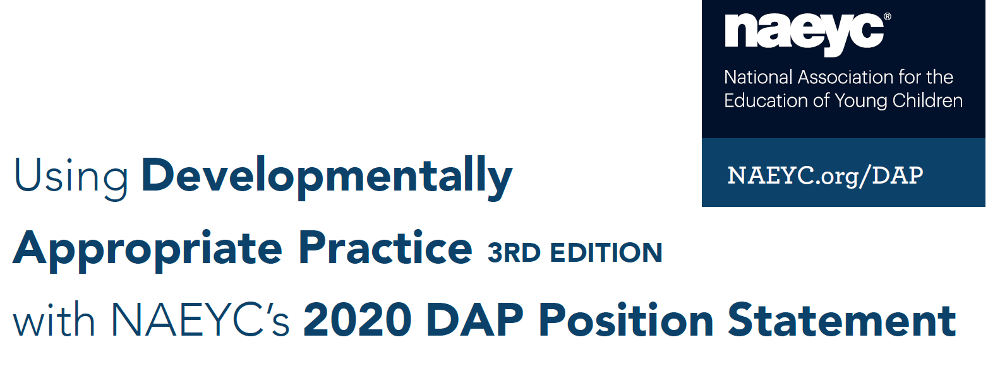 naeyc®
National Association for the
Education of Young Children
NAEYC.org/DAP
Using Developmentally
Appropriate Practice 3RD EDITION
with NAEYC’s 2020 DAP Position Statement